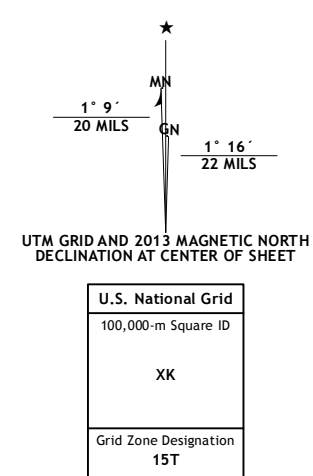 ★
MN
1° 9´
20 MILS
GN
1° 16´
22 MILS
UTM GRID AND 2013 MAGNETIC NORTH
DECLINATION AT CENTER OF SHEET
U.S. National Grid
100,000-m Square ID
XK
Grid Zone Designation
15T